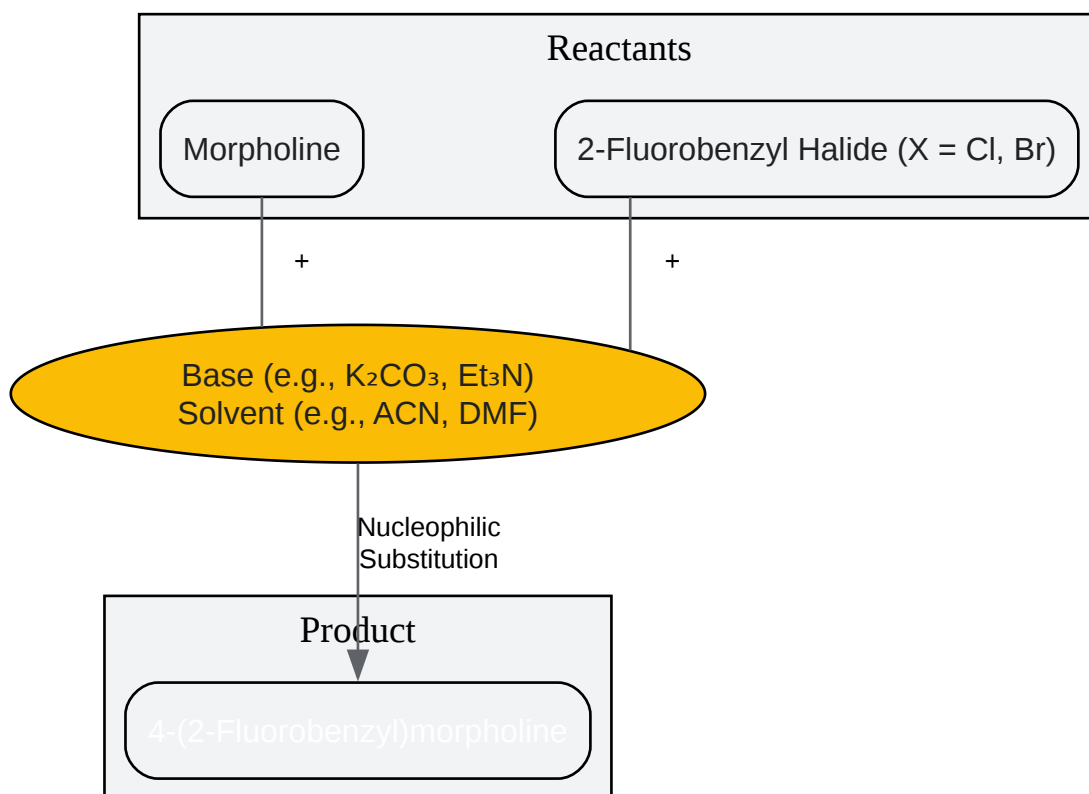 Reactants
Morpholine
2-Fluorobenzyl Halide (X = Cl, Br)
+
+
Base (e.g., K₂CO₃, Et₃N)
Solvent (e.g., ACN, DMF)
Nucleophilic
Substitution
Product
4-(2-Fluorobenzyl)morpholine